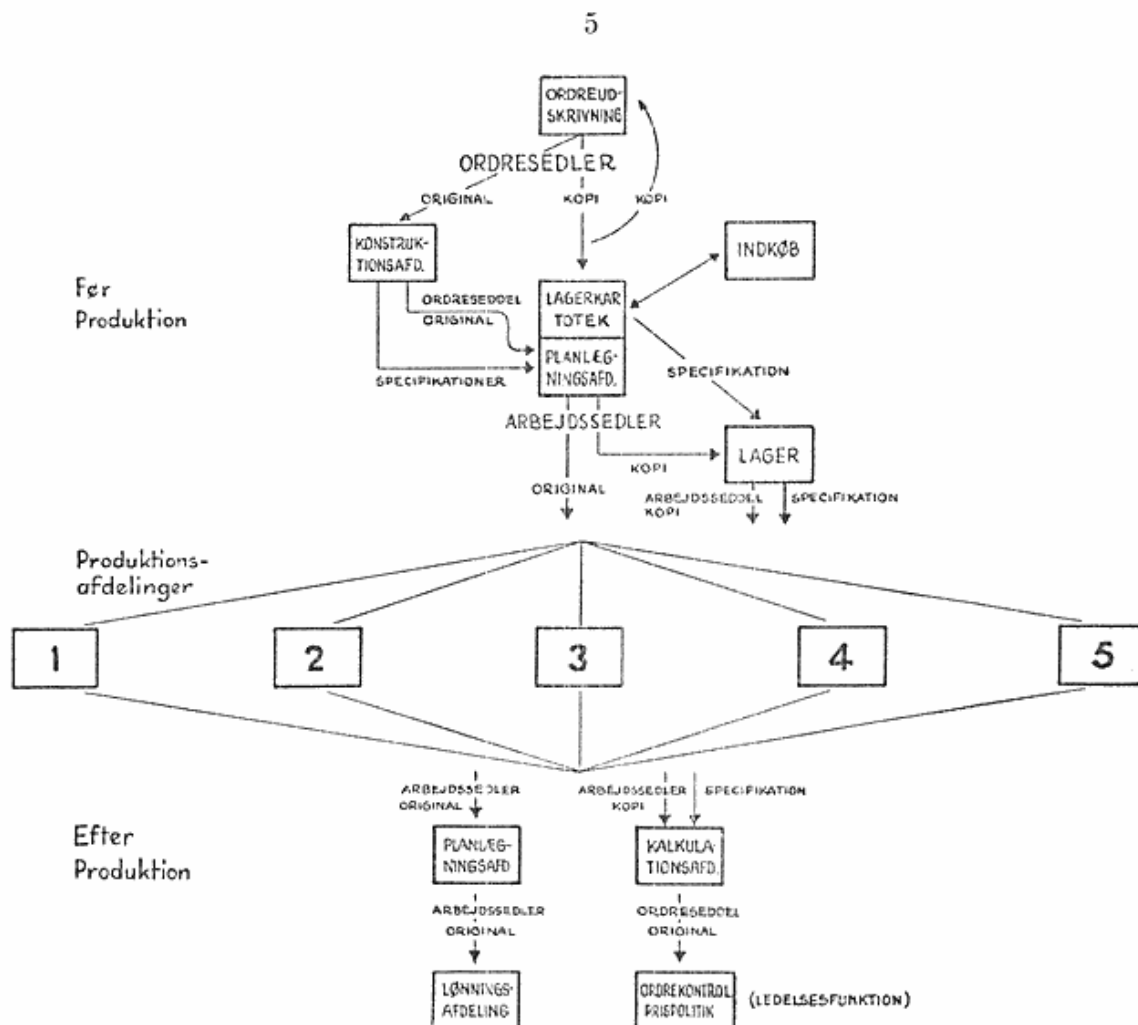 5
ORDREUD-
SKRIVNING
ORDRESEDLER
ORIGINAL
KOPI
KOPI
KONSTRUK-
TIONSAFD.
INDKØB
Før
Produktion
ORDRESEDDEL
ORIGINAL
LAGERKAR
TOTEK
PLANLÆG-
NINGSAFD.
SPECIFIKATIONER
SPECIFIKATION
ARBEJDSSEDLER
LAGER
KOPI
ORIGINAL
ARBEJDSSEDDEL
KOPI
SPECIFIKATION
Produktions-
afdelinger
1
2
3
4
5
ARBEJDSSEDLER
ORIGINAL
ARBEJDSSEDLER
KOPI
SPECIFIKATION
Efter
Produktion
PLANLÆG-
NINGSAFD
KALKULA-
TIONSAFD.
ARBEJDSSEDLER
ORIGINAL
ORDRESEDDEL
ORIGINAL
LØNNINGS-
AFDELING
ORDREKONTROL
PRISPOLITIK
(LEDELSESFUNKTION)